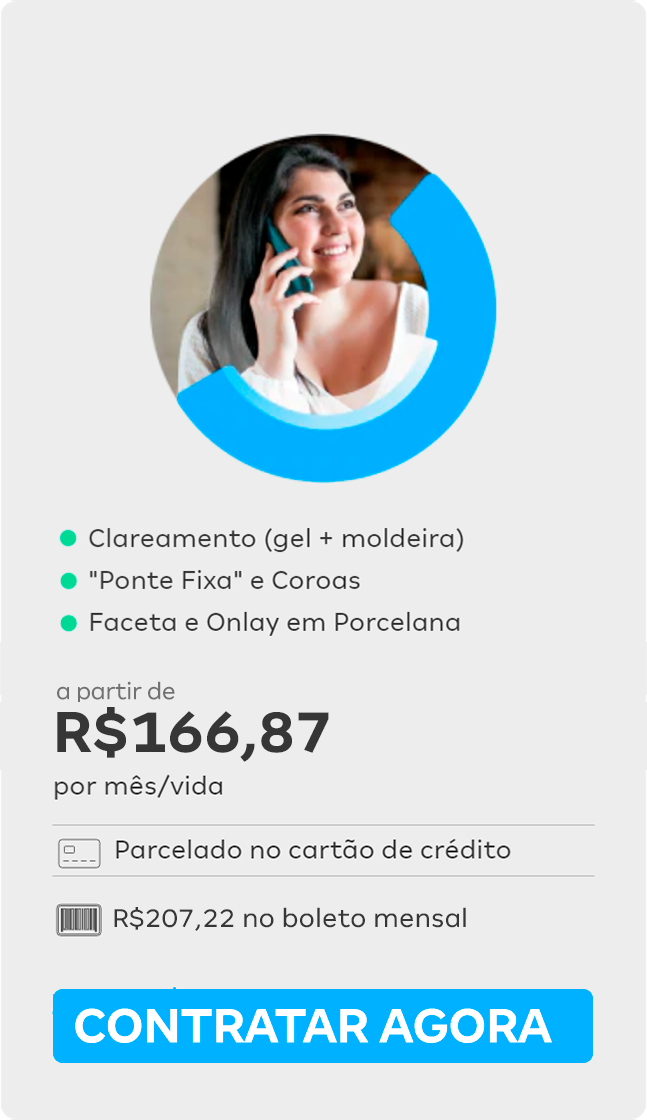 Clareamento (gel + moldeira)
"Ponte Fixa" e Coroas
Faceta e Onlay em Porcelana
a partir de
R$166,87
por mês/vida
Parcelado no cartão de crédito
R$207,22 no boleto mensal
CONTRATAR AGORA